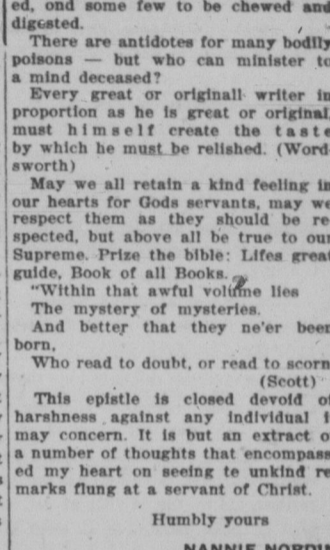 ed, ond some few to be chewed and
digested.
There are antidotes for many bodily
poisons — but who can minister to
a mind deceased?
Every great or originall writer in
proportion as he is great or original,
must himself create the taste
by which he must be relished. (Word-
sworth)
May we all retain a kind feeling in
our hearts for Gods servants, may we
respect them as they should be re
spected, but above all be true to our
Supreme. Prize the bible: Lifes great
guide, Book of all Books.
"Within that awful volume lies
The mystery of mysteries.
And better that they ne'er been
born,
Who read to doubt, or read to scorn
(Scott)
This epistle is closed devoid of
harshness against any individual i
may concern. It is but an extract o
a number of thoughts that encompass
ed my heart on seeing te unkind re
marks flung at a servant of Christ.
Humbly yours
NANNIE